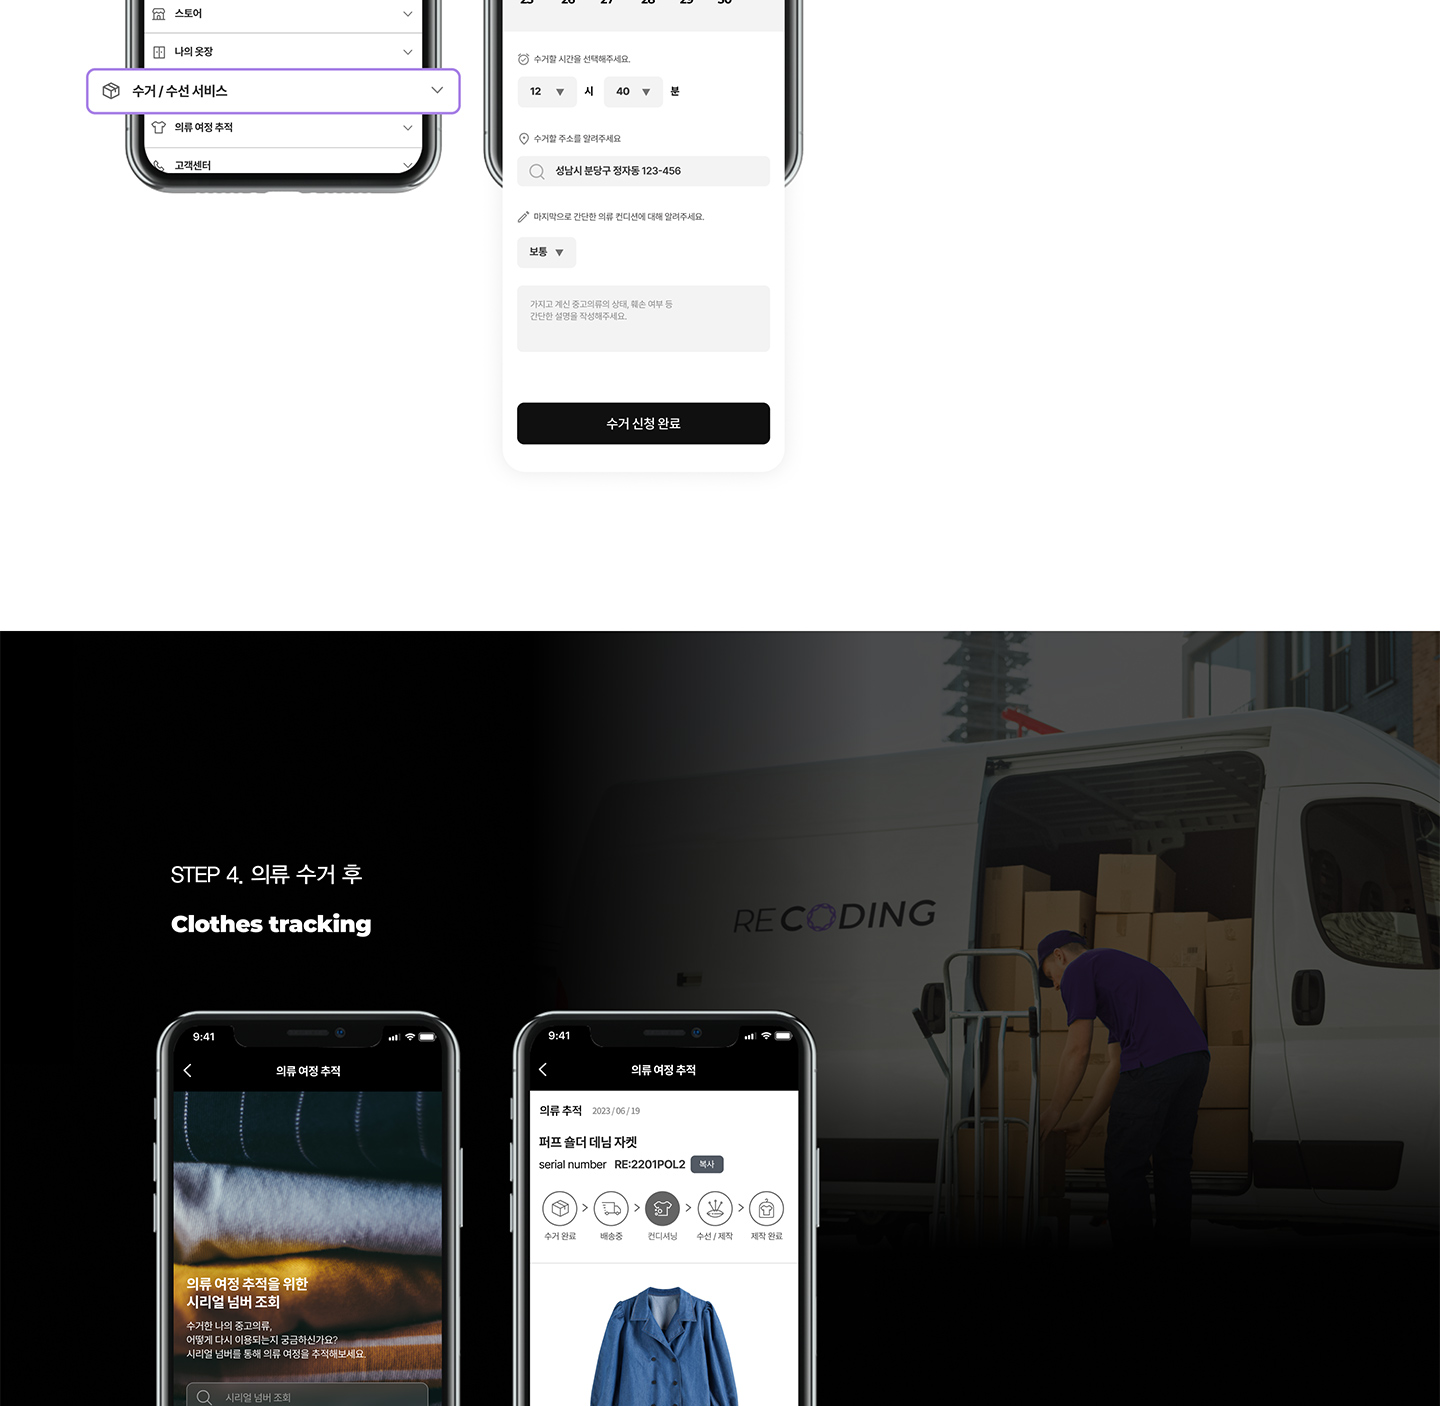 스토어
나의 옷장
수거 / 수선 서비스
의류 여정 추적
고객센터
23 26 27 28 29 30
수거할 시간을 선택해주세요.
12 ▼ 시 40 ▼ 분
수거할 주소를 알려주세요
성남시 분당구 정자동 123-456
마지막으로 간단한 의류 컨디션에 대해 알려주세요.
보통 ▼
가지고 계신 중고의류의 상태, 훼손 여부 등
간단한 설명을 작성해주세요.
수거 신청 완료
STEP 4. 의류 수거 후
Clothes tracking
RECODING
9:41
의류 여정 추적
의류 여정 추적을 위한
시리얼 넘버 조회
수거한 나의 중고의류,
어떻게 다시 이용되는지 궁금하신가요?
시리얼 넘버를 통해 의류 여정을 추적해보세요.
시리얼 넘버 조회
9:41
의류 여정 추적
의류 추적 2023 / 06 / 19
퍼프 숄더 데님 자켓
serial number RE:2201POL2 복사
수거 완료 > 배송중 > 컨디셔닝 > 수선 / 제작 > 제작 완료